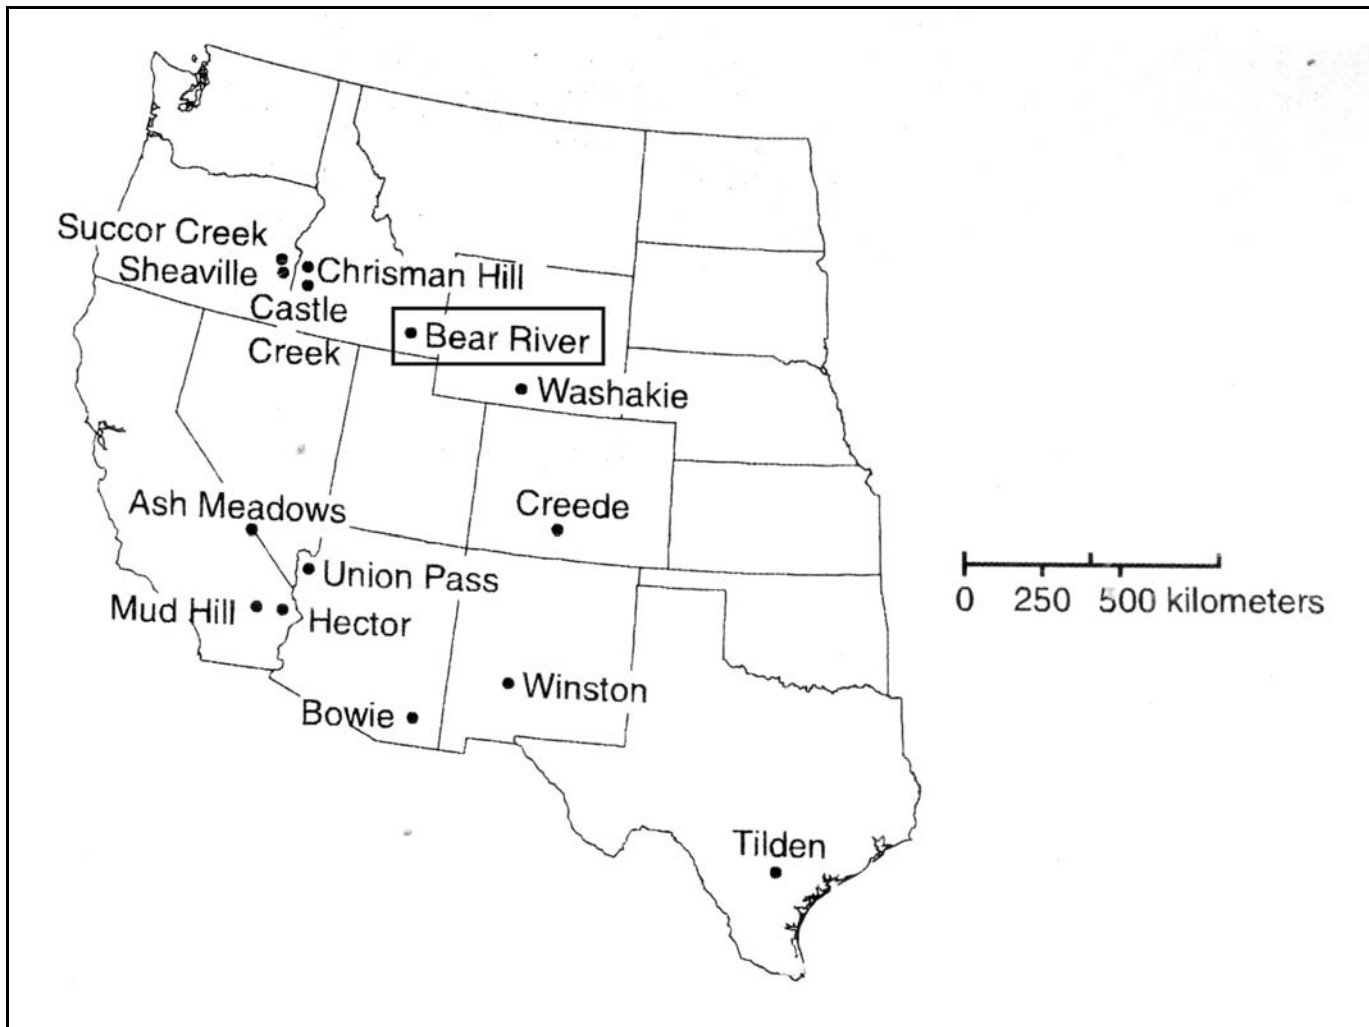 Succor Creek
Sheaville
Chrisman Hill
Castle
Creek
Bear River
Washakie
Ash Meadows
Creede
Union Pass
Mud Hill
Hector
0 250 500 kilometers
Winston
Bowie
Tilden